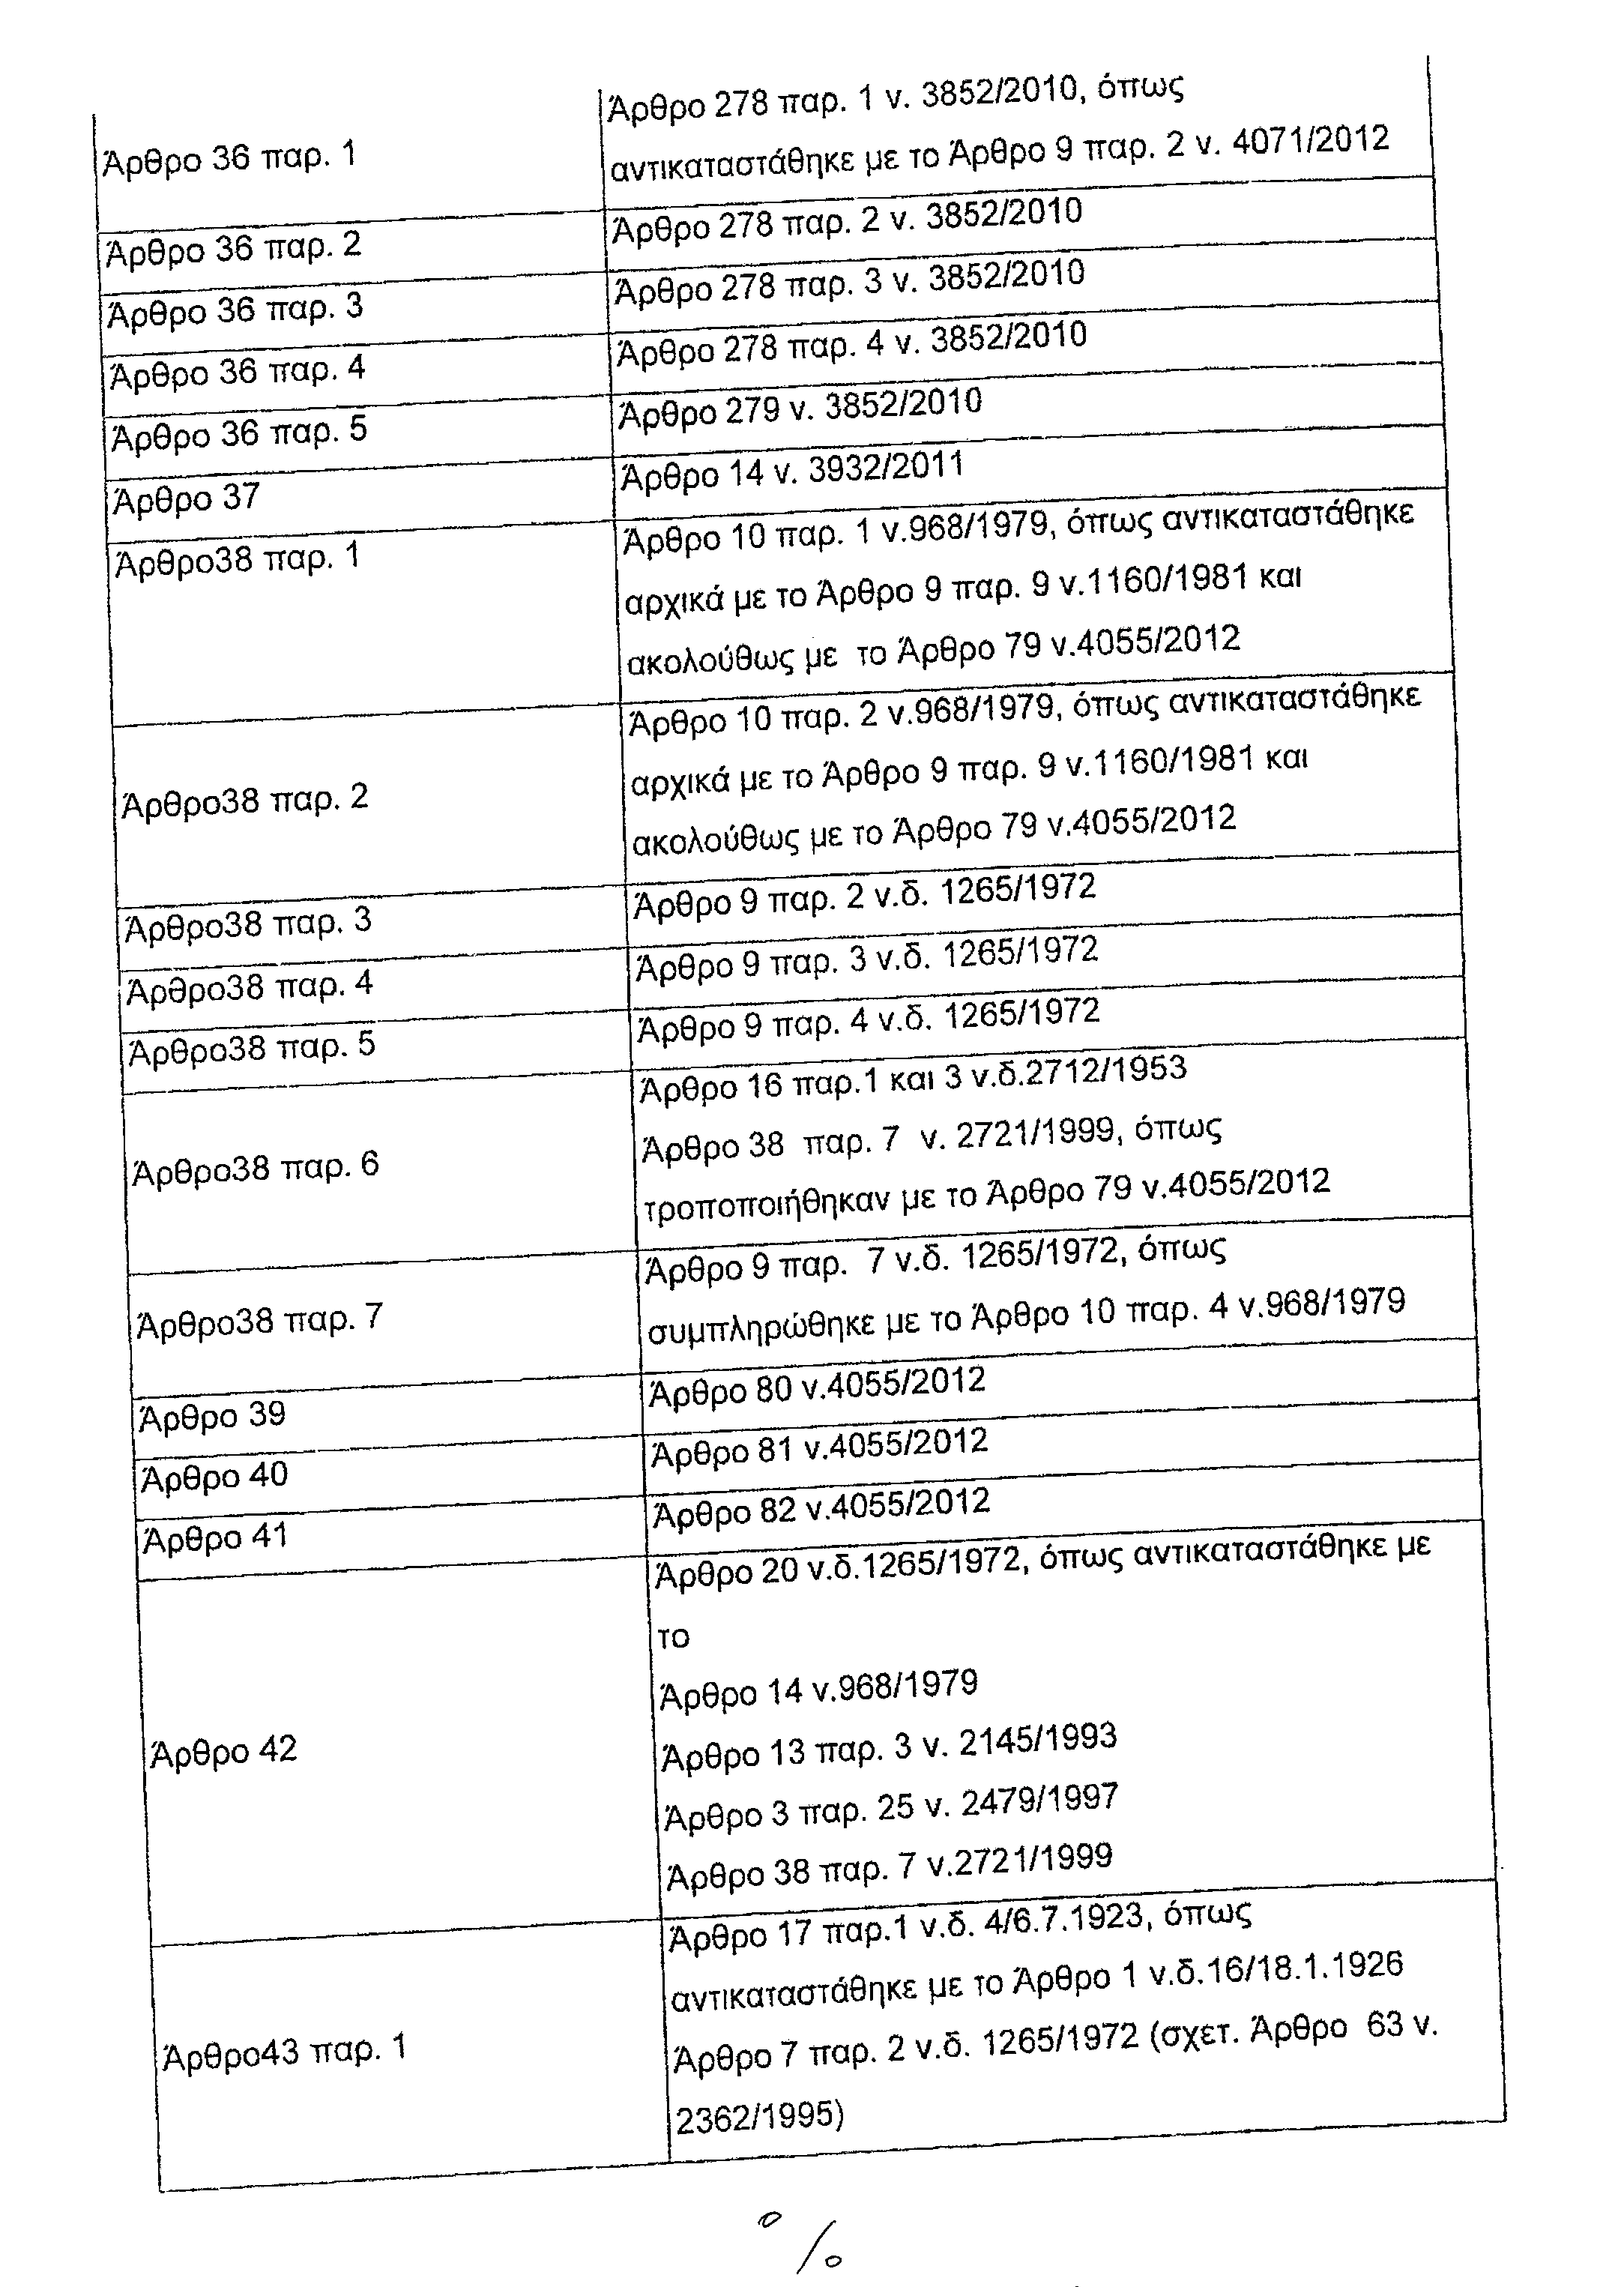 Άρθρο 36 παρ. 1
Άρθρο 278 παρ. 1 ν. 3852/2010, όπως
αντικαταστάθηκε με το Άρθρο 9 παρ. 2 ν. 4071/2012
Άρθρο 36 παρ. 2
Άρθρο 278 παρ. 2 ν. 3852/2010
Άρθρο 36 παρ. 3
Άρθρο 278 παρ. 3 ν. 3852/2010
Άρθρο 36 παρ. 4
Άρθρο 278 παρ. 4 ν. 3852/2010
Άρθρο 36 παρ. 5
Άρθρο 279 ν. 3852/2010
Άρθρο 37
Άρθρο 14 ν. 3932/2011
Άρθρο38 παρ. 1
Άρθρο 10 παρ. 1 ν.968/1979, όπως αντικαταστάθηκε
αρχικά με το Άρθρο 9 παρ. 9 ν.1160/1981 και
ακολούθως με το Άρθρο 79 ν.4055/2012
Άρθρο38 παρ. 2
Άρθρο 10 παρ. 2 ν.968/1979, όπως αντικαταστάθηκε
αρχικά με το Άρθρο 9 παρ. 9 ν.1160/1981 και
ακολούθως με το Άρθρο 79 ν.4055/2012
Άρθρο38 παρ. 3
Άρθρο 9 παρ. 2 ν.δ. 1265/1972
Άρθρο38 παρ. 4
Άρθρο 9 παρ. 3 ν.δ. 1265/1972
Άρθρο38 παρ. 5
Άρθρο 9 παρ. 4 ν.δ. 1265/1972
Άρθρο38 παρ. 6
Άρθρο 16 παρ.1 και 3 ν.δ.2712/1953
Άρθρο 38 παρ. 7 ν. 2721/1999, όπως
τροποποιήθηκαν με το Άρθρο 79 ν.4055/2012
Άρθρο38 παρ. 7
Άρθρο 9 παρ. 7 ν.δ. 1265/1972, όπως
συμπληρώθηκε με το Άρθρο 10 παρ. 4 ν.968/1979
Άρθρο 39
Άρθρο 80 ν.4055/2012
Άρθρο 40
Άρθρο 81 ν.4055/2012
Άρθρο 41
Άρθρο 82 ν.4055/2012
Άρθρο 42
Άρθρο 20 ν.δ.1265/1972, όπως αντικαταστάθηκε με
το
Άρθρο 14 ν.968/1979
Άρθρο 13 παρ. 3 ν. 2145/1993
Άρθρο 3 παρ. 25 ν. 2479/1997
Άρθρο 38 παρ. 7 ν.2721/1999
Άρθρο43 παρ. 1
Άρθρο 17 παρ.1 ν.δ. 4/6.7.1923, όπως
αντικαταστάθηκε με το Άρθρο 1 ν.δ.16/18.1.1926
Άρθρο 7 παρ. 2 ν.δ. 1265/1972 (σχετ. Άρθρο 63 ν.
2362/1995)
%